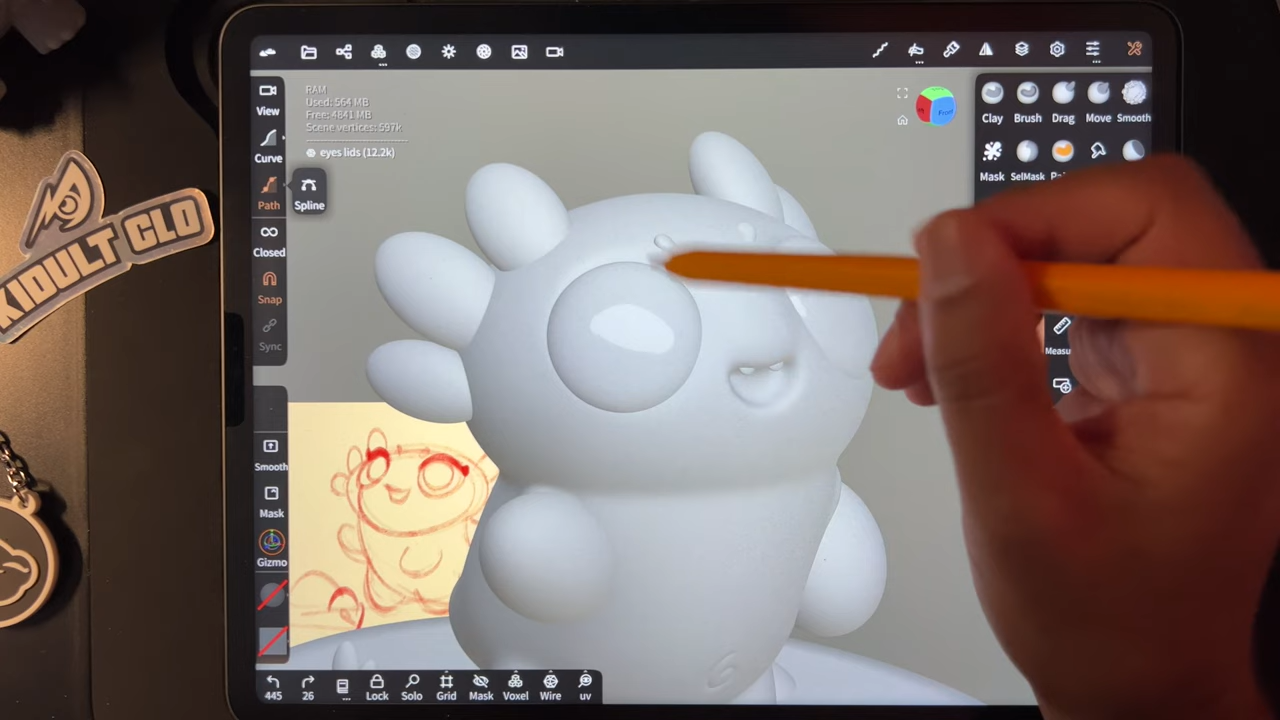 KIDULT CLO
RAM
Used: 564 MB
Free: 4841 MB
Scene vertices: 597k
eyes lids (12.2k)
View
Curve
Path
Spline
Closed
Snap
Sync
Smooth
Mask
Gizmo
Front
Clay Brush Drag Move Smooth
Mask SelMask
445 26 ... Lock Solo Grid Mask Voxel Wire uv